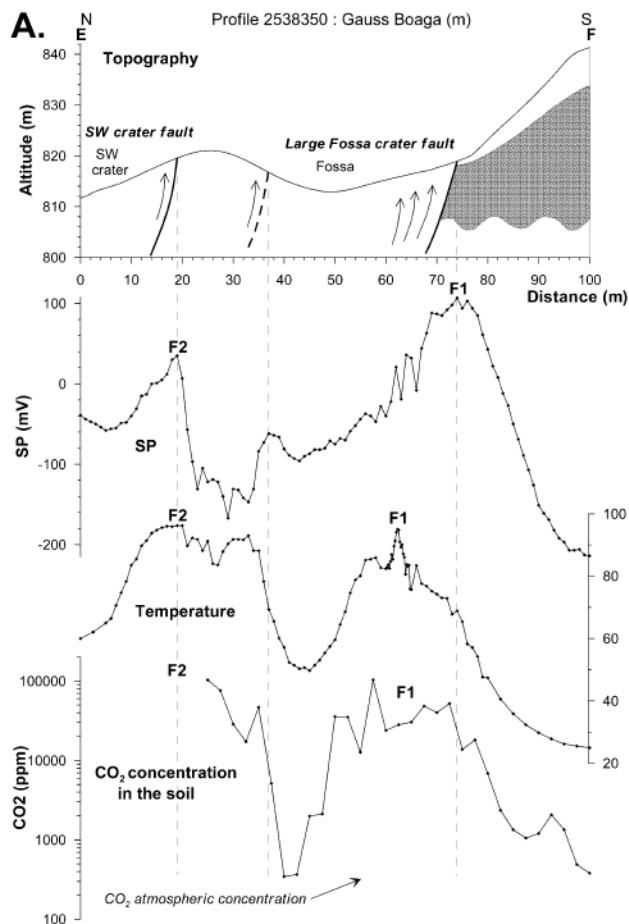 A.
N Profile 2538350 : Gauss Boaga (m) S
E F
840
Topography
830
SW crater fault
Large Fossa crater fault
SW
crater
Fossa
820
810
800
Altitude (m)
0 10 20 30 40 50 60 70 80 90 100
Distance (m)
F1
100
F2
0
SP
-100
-200
SP (mV)
100
F2
F1
80
Temperature
60
40
20
F2
100000
F1
10000
CO2 concentration
in the soil
1000
CO2 atmospheric concentration
100
CO2 (ppm)